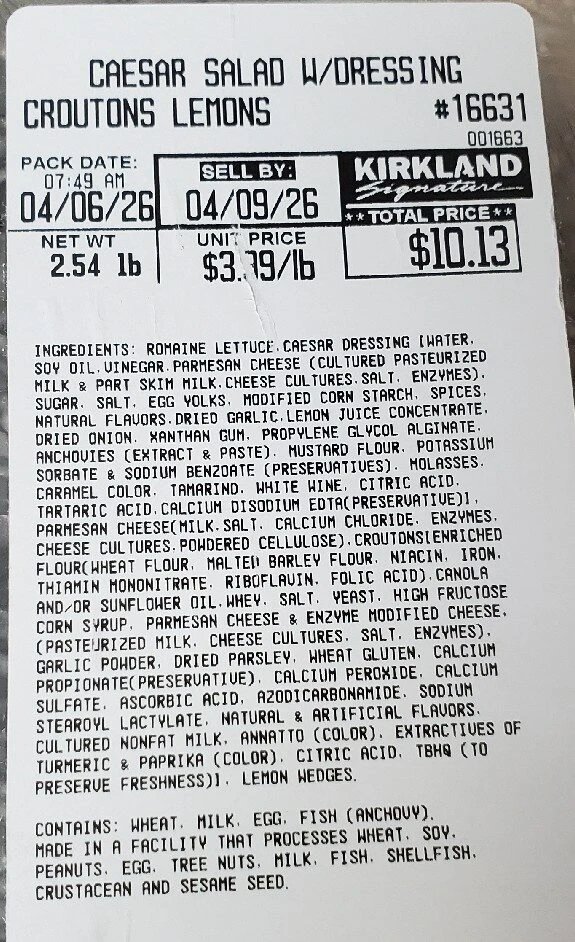 CAESAR SALAD W/DRESSING
CROUTONS LEMONS #16631
001663
PACK DATE: SELL BY: KIRKLAND
07:49 AM Signature
04/06/26 04/09/26 **TOTAL PRICE**
NET WT UNIT PRICE $10.13
2.54 lb $3.99/lb
INGREDIENTS: ROMAINE LETTUCE, CAESAR DRESSING [WATER,
SOY OIL, VINEGAR, PARMESAN CHEESE (CULTURED PASTEURIZED
MILK & PART SKIM MILK, CHEESE CULTURES, SALT, ENZYMES),
SUGAR, SALT, EGG YOLKS, MODIFIED CORN STARCH, SPICES,
NATURAL FLAVORS, DRIED GARLIC, LEMON JUICE CONCENTRATE,
DRIED ONION, XANTHAN GUM, PROPYLENE GLYCOL ALGINATE,
ANCHOVIES (EXTRACT & PASTE), MUSTARD FLOUR, POTASSIUM
SORBATE & SODIUM BENZOATE (PRESERVATIVES), MOLASSES,
CARAMEL COLOR, TAMARIND, WHITE WINE, CITRIC ACID,
TARTARIC ACID, CALCIUM DISODIUM EDTA(PRESERVATIVE)],
PARMESAN CHEESE(MILK, SALT, CALCIUM CHLORIDE, ENZYMES,
CHEESE CULTURES, POWDERED CELLULOSE), CROUTONS[ENRICHED
FLOUR(WHEAT FLOUR, MALTED BARLEY FLOUR, NIACIN, IRON,
THIAMIN MONONITRATE, RIBOFLAVIN, FOLIC ACID), CANOLA
AND/OR SUNFLOWER OIL, WHEY, SALT, YEAST, HIGH FRUCTOSE
CORN SYRUP, PARMESAN CHEESE & ENZYME MODIFIED CHEESE,
(PASTEURIZED MILK, CHEESE CULTURES, SALT, ENZYMES),
GARLIC POWDER, DRIED PARSLEY, WHEAT GLUTEN, CALCIUM
PROPIONATE(PRESERVATIVE), CALCIUM PEROXIDE, CALCIUM
SULFATE, ASCORBIC ACID, AZODICARBONAMIDE, SODIUM
STEAROYL LACTYLATE, NATURAL & ARTIFICIAL FLAVORS,
CULTURED NONFAT MILK, ANNATTO (COLOR), EXTRACTIVES OF
TURMERIC & PAPRIKA (COLOR), CITRIC ACID, TBHQ (TO
PRESERVE FRESHNESS)], LEMON WEDGES.
CONTAINS: WHEAT, MILK, EGG, FISH (ANCHOVY),
MADE IN A FACILITY THAT PROCESSES WHEAT, SOY,
PEANUTS, EGG, TREE NUTS, MILK, FISH, SHELLFISH,
CRUSTACEAN AND SESAME SEED.